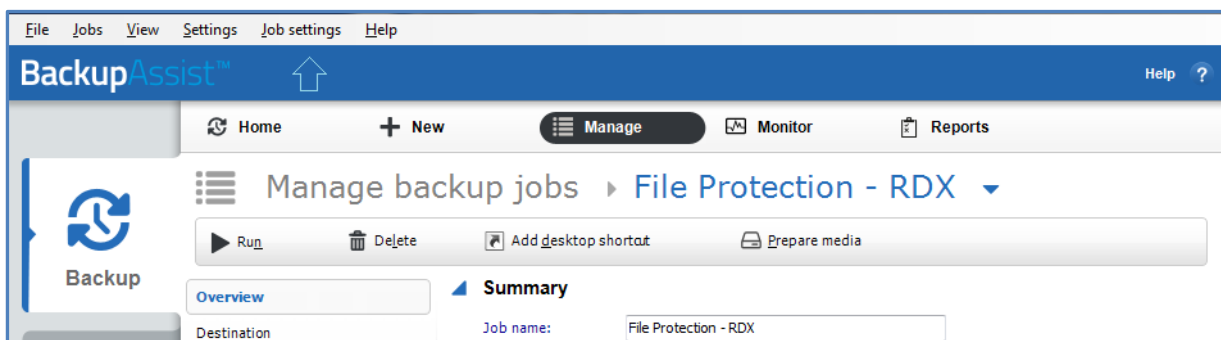 File Jobs View Settings Job settings Help
BackupAssist™ Help ?
Home New Manage Monitor Reports
Manage backup jobs File Protection - RDX
Run Delete Add desktop shortcut Prepare media
Backup
Overview
Summary
Destination
Job name: File Protection - RDX